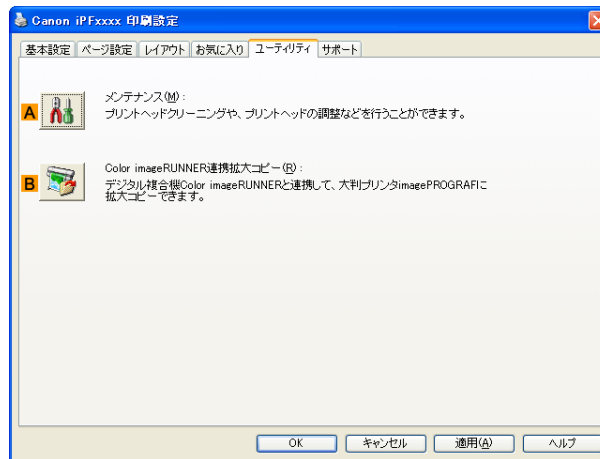 Canon iPFxxxx 印刷設定
基本設定 ページ設定 レイアウト お気に入り ユーティリティ サポート
A
メンテナンス(M) :
プリントヘッドクリーニングや、プリントヘッドの調整などを行うことができます。
B
Color imageRUNNER連携拡大コピー(R) :
デジタル複合機Color imageRUNNERと連携して、大判プリンタimagePROGRAFに
拡大コピーできます。
OK キャンセル 適用(A) ヘルプ